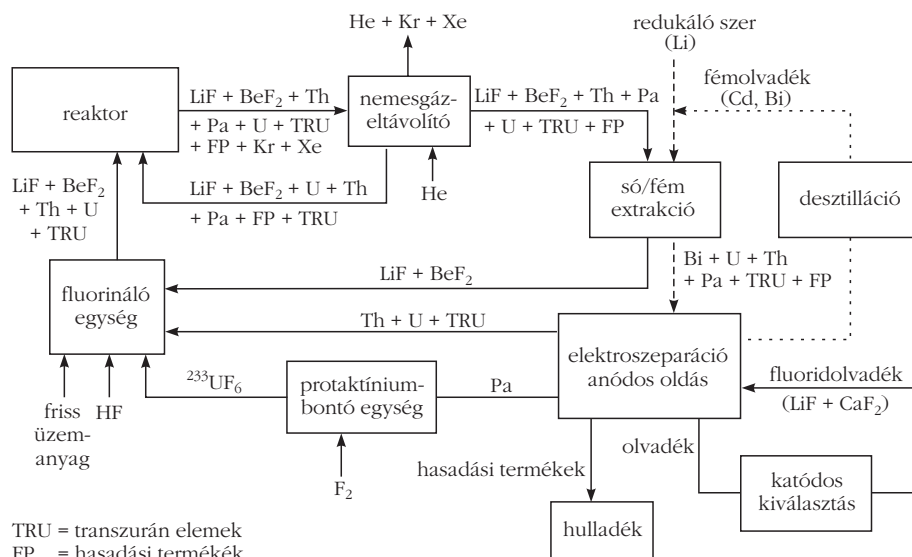 He + Kr + Xe
redukáló szer
(Li)
reaktor
LiF + BeF₂ + Th
+ Pa + U + TRU
+ FP + Kr + Xe
nemesgáz-
eltávolító
LiF + BeF₂ + Th + Pa
+ U + TRU + FP
fémolvadék
(Cd, Bi)
LiF + BeF₂
+ Th + U
+ TRU
LiF + BeF₂ + U + Th
+ Pa + FP + TRU
He
só/fém
extrakció
desztilláció
LiF + BeF₂
Bi + U + Th
+ Pa + TRU + FP
fluorináló
egység
Th + U + TRU
elektroszeparáció
anódos oldás
fluoridolvadék
(LiF + CaF₂)
²³³UF₆
protaktínium-
bontó egység
Pa
friss
üzem-
anyag
HF
F₂
hasadási termékek
olvadék
katódos
kiválasztás
hulladék
TRU = transzurán elemek
FP = hasadási termékék